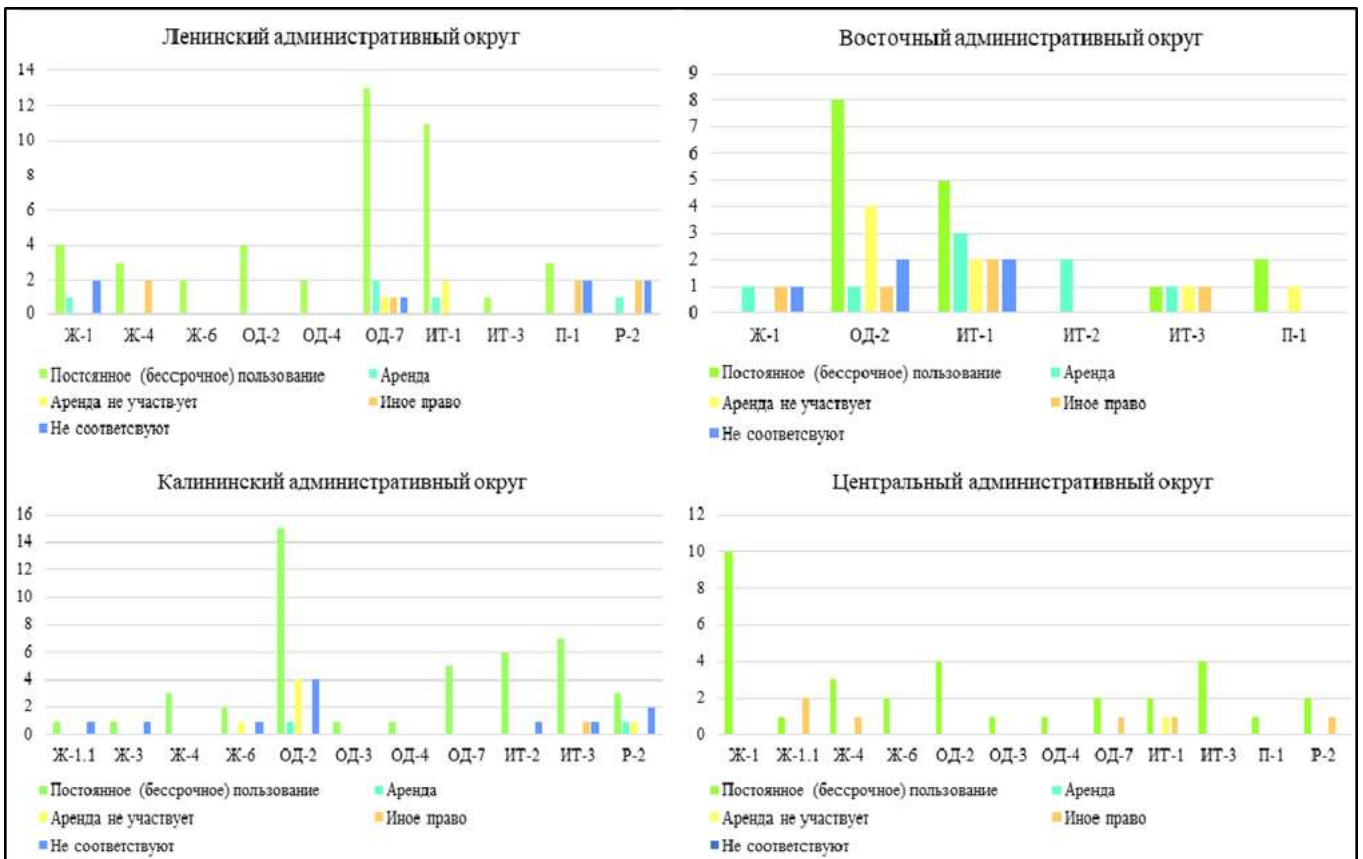 Ленинский административный округ
14
12
10
8
6
4
2
0
Ж-1 Ж-4 Ж-6 ОД-2 ОД-4 ОД-7 ИТ-1 ИТ-3 П-1 Р-2
Постоянное (бессрочное) пользование Аренда
Аренда не участвует Иное право
Не соответсвуют
Восточный административный округ
9
8
7
6
5
4
3
2
1
0
Ж-1 ОД-2 ИТ-1 ИТ-2 ИТ-3 П-1
Постоянное (бессрочное) пользование Аренда
Аренда не участвует Иное право
Не соответсвуют
Калининский административный округ
16
14
12
10
8
6
4
2
0
Ж-1.1 Ж-3 Ж-4 Ж-6 ОД-2 ОД-3 ОД-4 ОД-7 ИТ-2 ИТ-3 Р-2
Постоянное (бессрочное) пользование Аренда
Аренда не участвует Иное право
Не соответсвуют
Центральный административный округ
12
10
8
6
4
2
0
Ж-1 Ж-1.1 Ж-4 Ж-6 ОД-2 ОД-3 ОД-4 ОД-7 ИТ-1 ИТ-3 П-1 Р-2
Постоянное (бессрочное) пользование Аренда
Аренда не участвует Иное право
Не соответсвуют